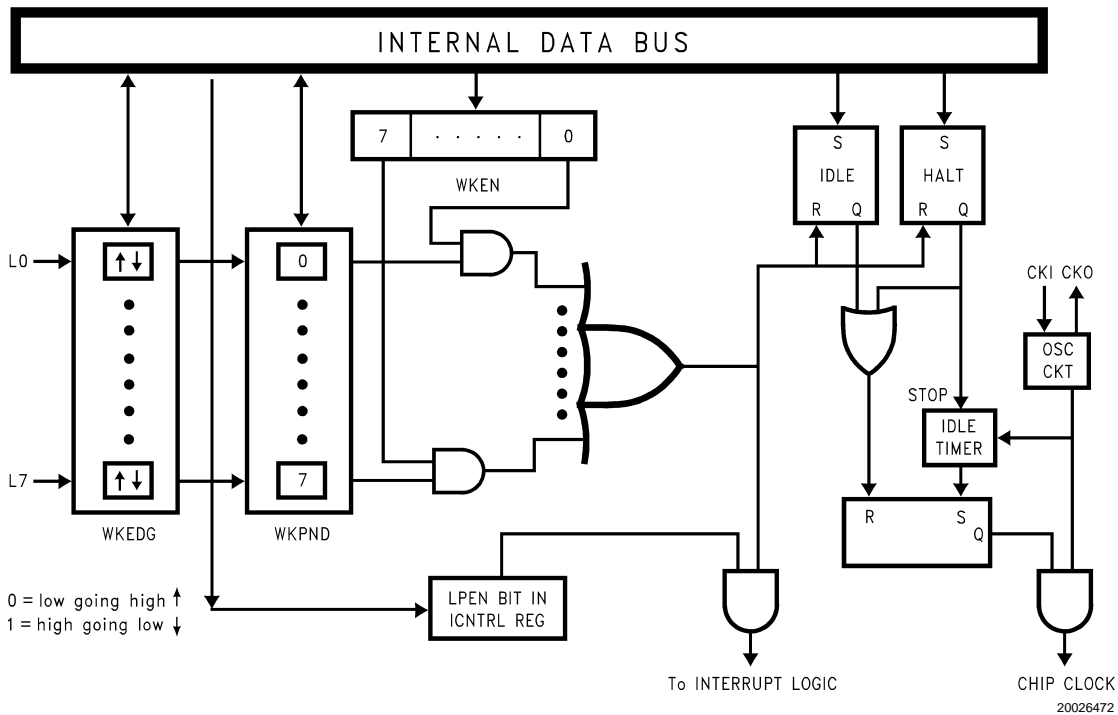 INTERNAL DATA BUS
7 . . . . . 0
WKEN
S
IDLE
R Q
S
HALT
R Q
L0
↑↓
0
CKI CKO
OSC
CKT
STOP
IDLE
TIMER
L7
↑↓
7
WKEDG
WKPND
R S
Q
0 = low going high ↑
1 = high going low ↓
LPEN BIT IN
ICNTRL REG
To INTERRUPT LOGIC
CHIP CLOCK
20026472